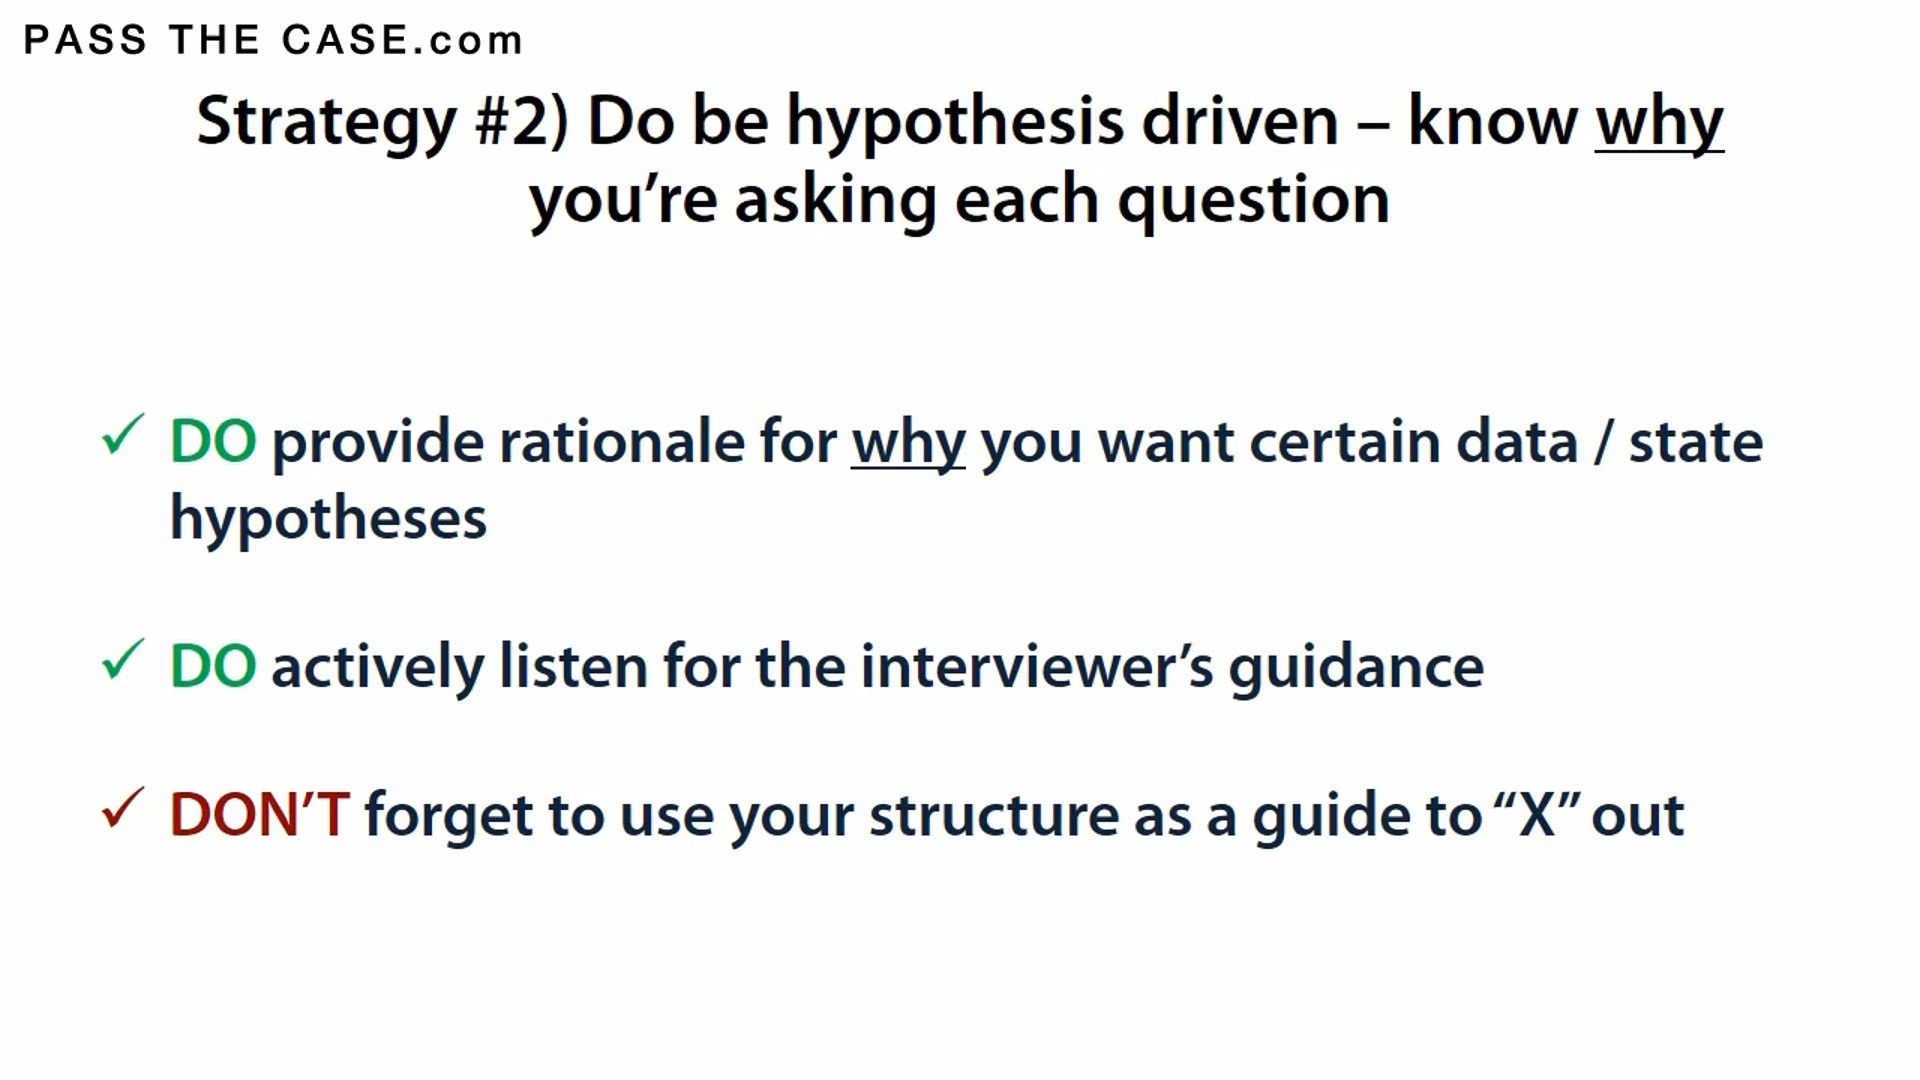 PASS THE CASE.com
Strategy #2) Do be hypothesis driven – know why
you’re asking each question
✓ DO provide rationale for why you want certain data / state
hypotheses
✓ DO actively listen for the interviewer’s guidance
✓ DON’T forget to use your structure as a guide to “X” out